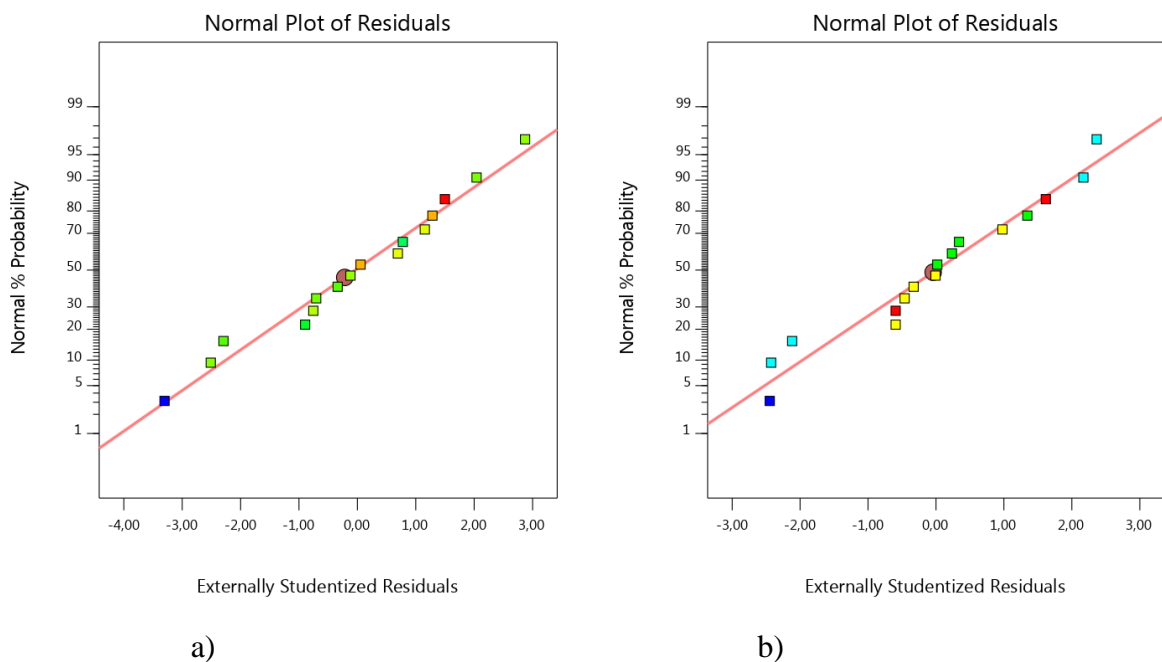 Normal Plot of Residuals
Normal % Probability
99
95
90
80
70
50
30
20
10
5
1
-4,00 -3,00 -2,00 -1,00 0,00 1,00 2,00 3,00
Externally Studentized Residuals
a)
Normal Plot of Residuals
Normal % Probability
99
95
90
80
70
50
30
20
10
5
1
-3,00 -2,00 -1,00 0,00 1,00 2,00 3,00
Externally Studentized Residuals
b)